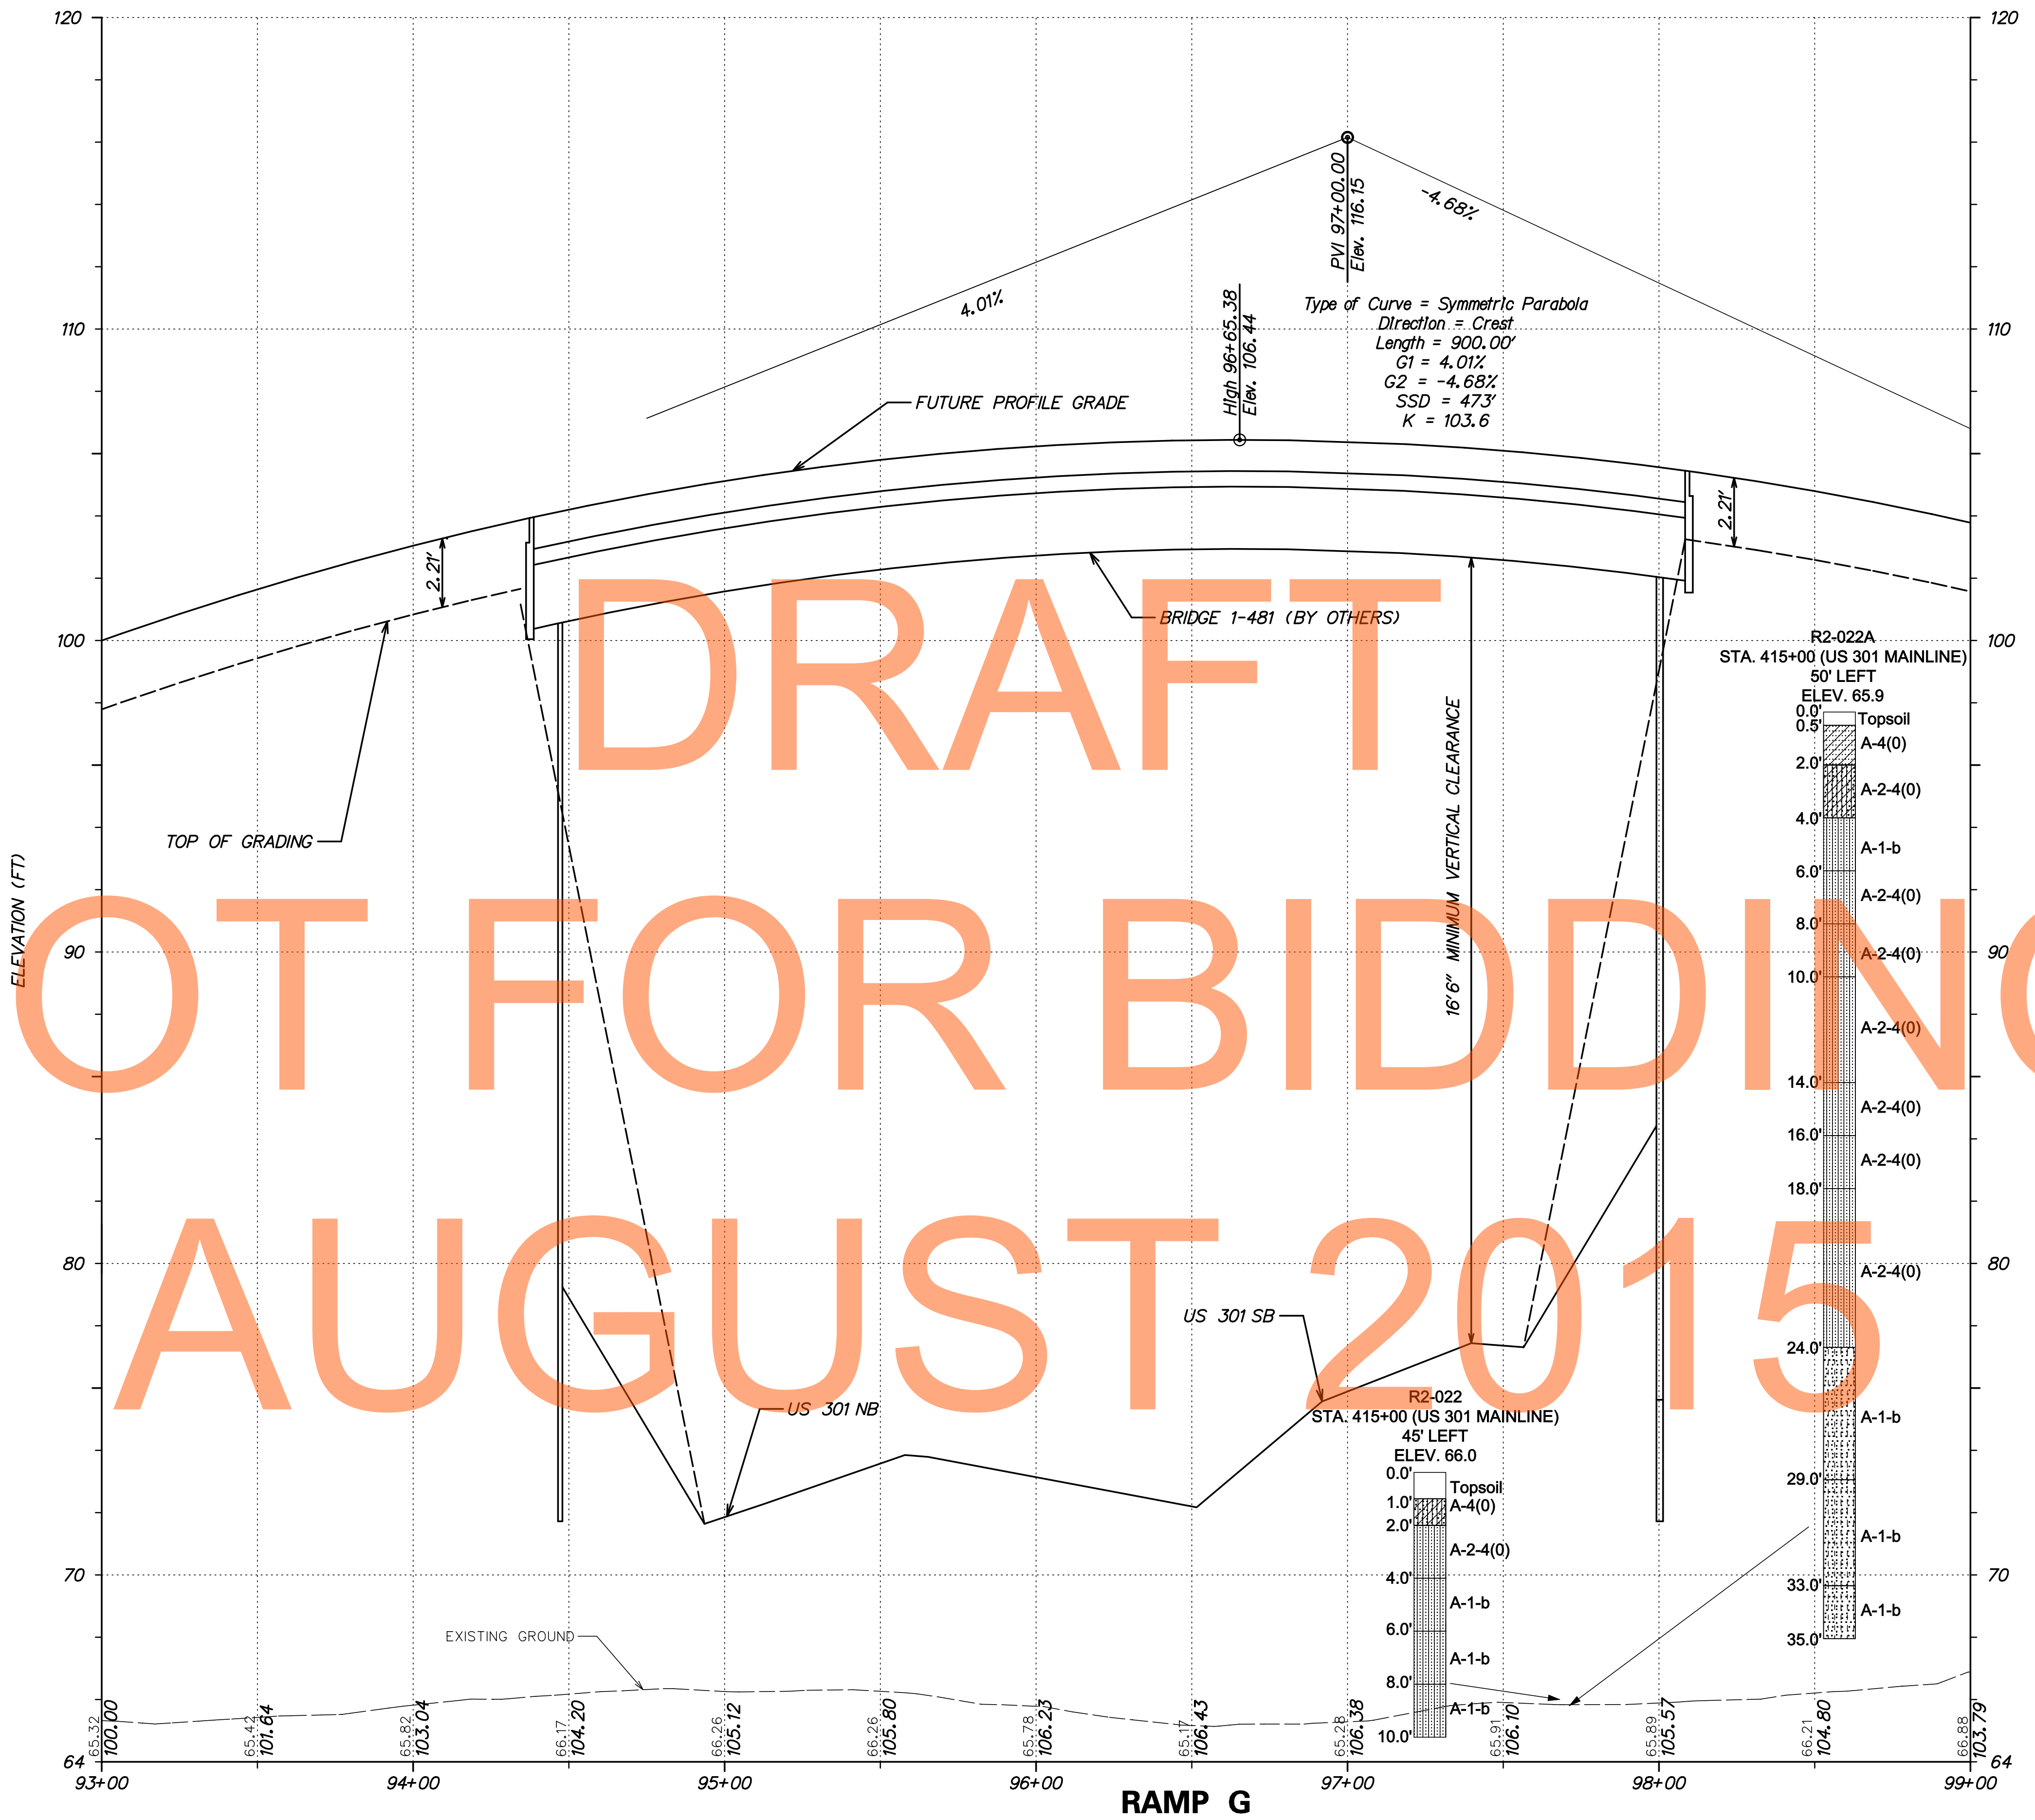 120
120
PVI 97+00.00
Elev. 116.15
-4.68%
4.01%
High 96+65.38
Elev. 106.44
Type of Curve = Symmetric Parabola
Direction = Crest
Length = 900.00'
G1 = 4.01%
G2 = -4.68%
SSD = 473'
K = 103.6
110
110
FUTURE PROFILE GRADE
2.21'
2.21'
DRAFT
BRIDGE 1-481 (BY OTHERS)
100
100
R2-022A
STA. 415+00 (US 301 MAINLINE)
50' LEFT
ELEV. 65.9
0.0'
0.5'
Topsoil
A-4(0)
2.0'
A-2-4(0)
4.0'
A-1-b
6.0'
A-2-4(0)
8.0'
A-2-4(0)
10.0'
A-2-4(0)
14.0'
A-2-4(0)
16.0'
A-2-4(0)
18.0'
A-2-4(0)
24.0'
A-1-b
29.0'
A-1-b
33.0'
A-1-b
35.0'
TOP OF GRADING
16'6" MINIMUM VERTICAL CLEARANCE
ELEVATION (FT)
90
90
OT FOR BIDDING
80
80
AUGUST 2015
US 301 SB
US 301 NB
R2-022
STA. 415+00 (US 301 MAINLINE)
45' LEFT
ELEV. 66.0
0.0'
Topsoil
1.0'
A-4(0)
2.0'
A-2-4(0)
4.0'
A-1-b
6.0'
A-1-b
8.0'
A-1-b
10.0'
70
70
EXISTING GROUND
65.32
100.00
65.42
101.64
65.82
103.04
66.17
104.20
66.26
105.12
66.26
105.80
65.78
106.23
65.17
106.43
65.28
106.38
65.91
106.10
65.89
105.57
66.21
104.80
66.88
103.79
64
64
93+00
94+00
95+00
96+00
97+00
98+00
99+00
RAMP G